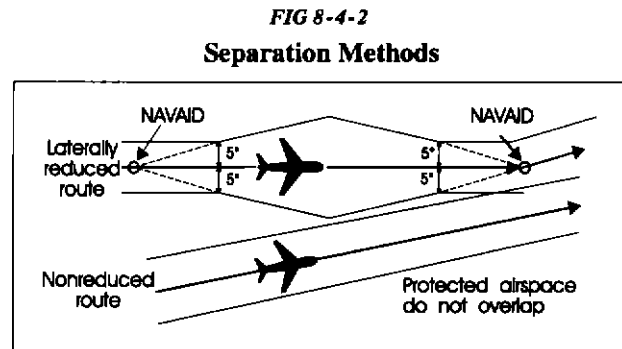 FIG 8-4-2
Separation Methods
NAVAID
NAVAID
Laterally
reduced
route
5°
5°
5°
5°
Nonreduced
route
Protected airspace
do not overlap